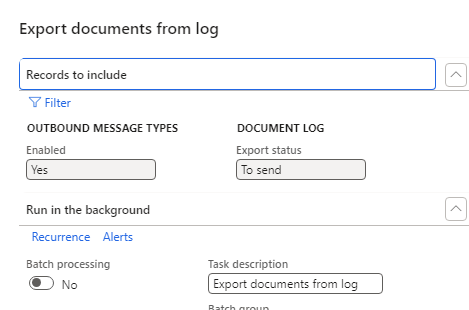 Export documents from log
Records to include
Filter
OUTBOUND MESSAGE TYPES
DOCUMENT LOG
Enabled
Export status
Yes
To send
Run in the background
Recurrence Alerts
Batch processing
Task description
No
Export documents from log
Batch group